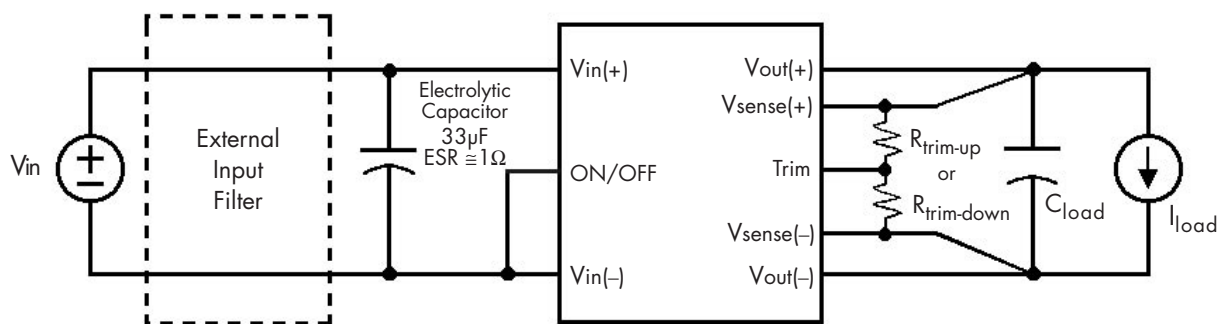 Vin
+
−
External
Input
Filter
Electrolytic
Capacitor
33µF
ESR ≅1Ω
Vin(+)
ON/OFF
Vin(−)
Vout(+)
Vsense(+)
Trim
Vsense(−)
Vout(−)
Rtrim-up
or
Rtrim-down
Cload
Iload